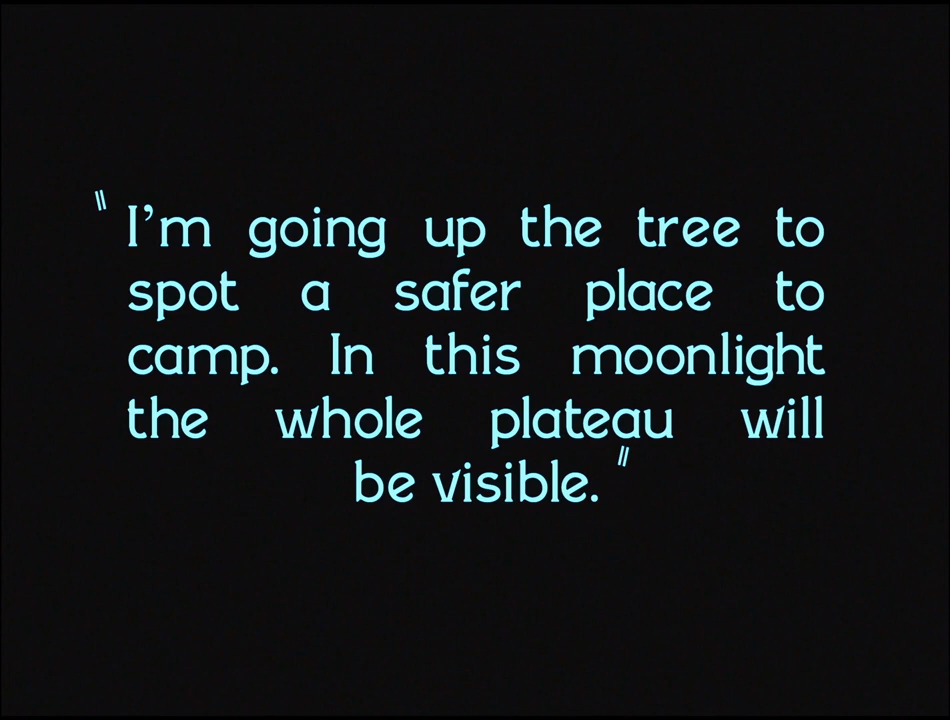 "I'm going up the tree to
spot a safer place to
camp. In this moonlight
the whole plateau will
be visible."